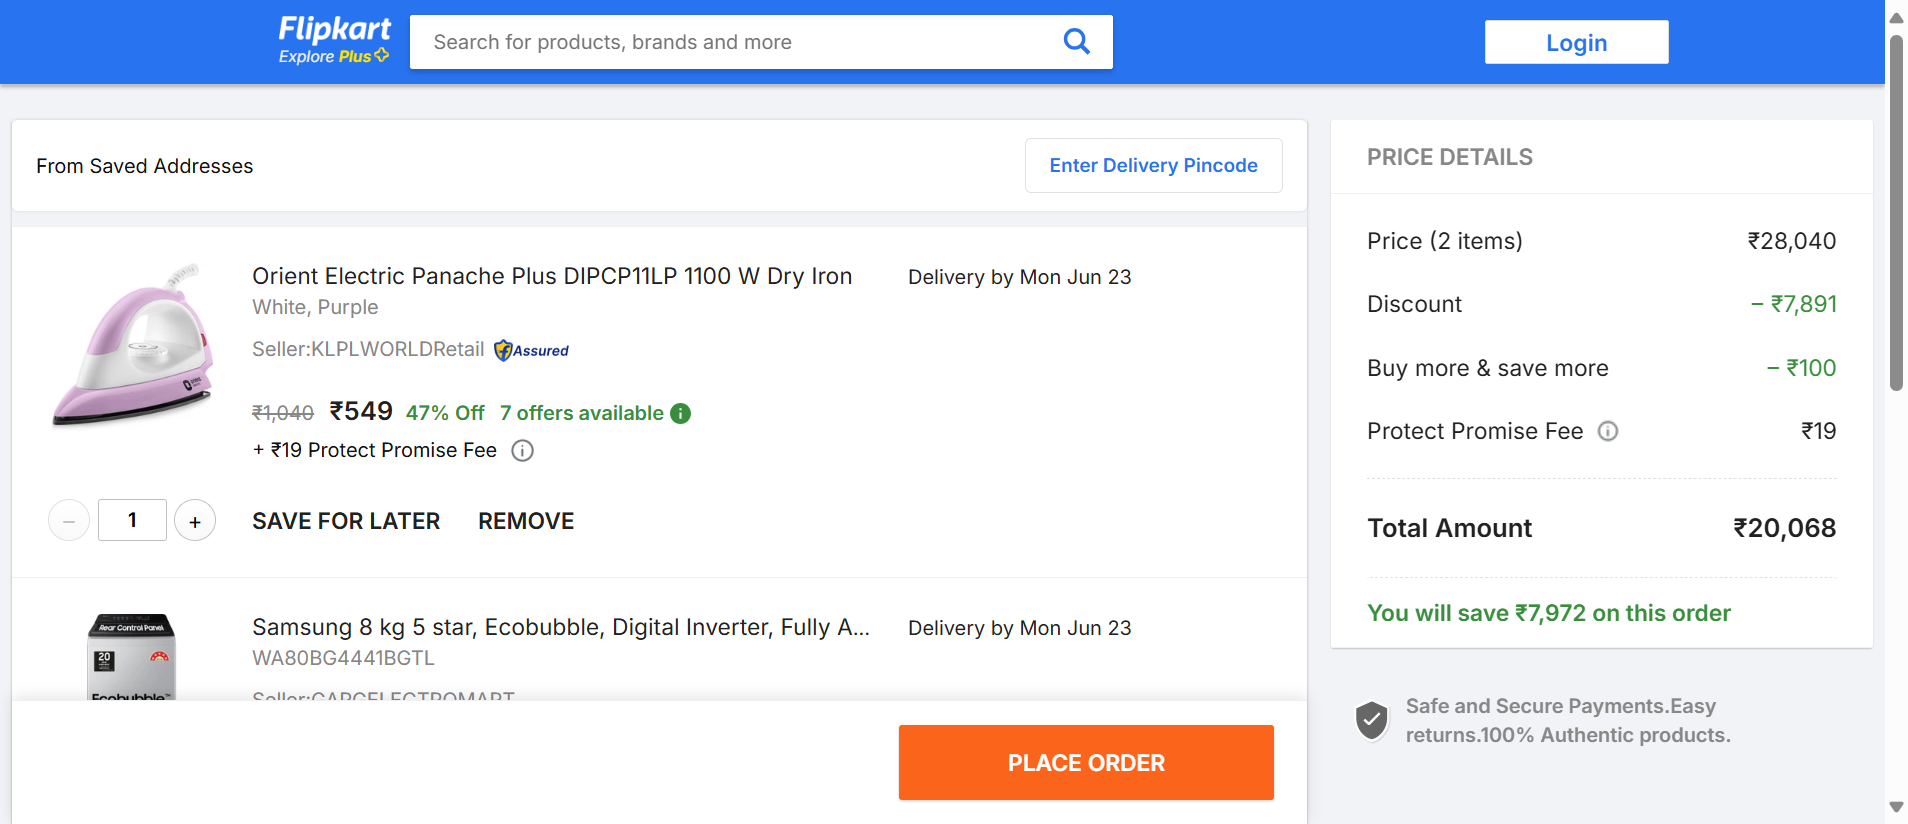 Flipkart
Explore Plus
Search for products, brands and more
Login
From Saved Addresses
Enter Delivery Pincode
Orient Electric Panache Plus DIPCP11LP 1100 W Dry Iron
Delivery by Mon Jun 23
White, Purple
Seller:KLPLWORLDRetail
Assured
₹1,040 ₹549 47% Off 7 offers available
+ ₹19 Protect Promise Fee
1
SAVE FOR LATER
REMOVE
Samsung 8 kg 5 star, Ecobubble, Digital Inverter, Fully A...
Delivery by Mon Jun 23
WA80BG4441BGTL
Seller:GARGELECTROMART
Rear Control Panel
20
Ecobubble™
PLACE ORDER
PRICE DETAILS
Price (2 items) ₹28,040
Discount − ₹7,891
Buy more & save more − ₹100
Protect Promise Fee ₹19
Total Amount ₹20,068
You will save ₹7,972 on this order
Safe and Secure Payments.Easy
returns.100% Authentic products.